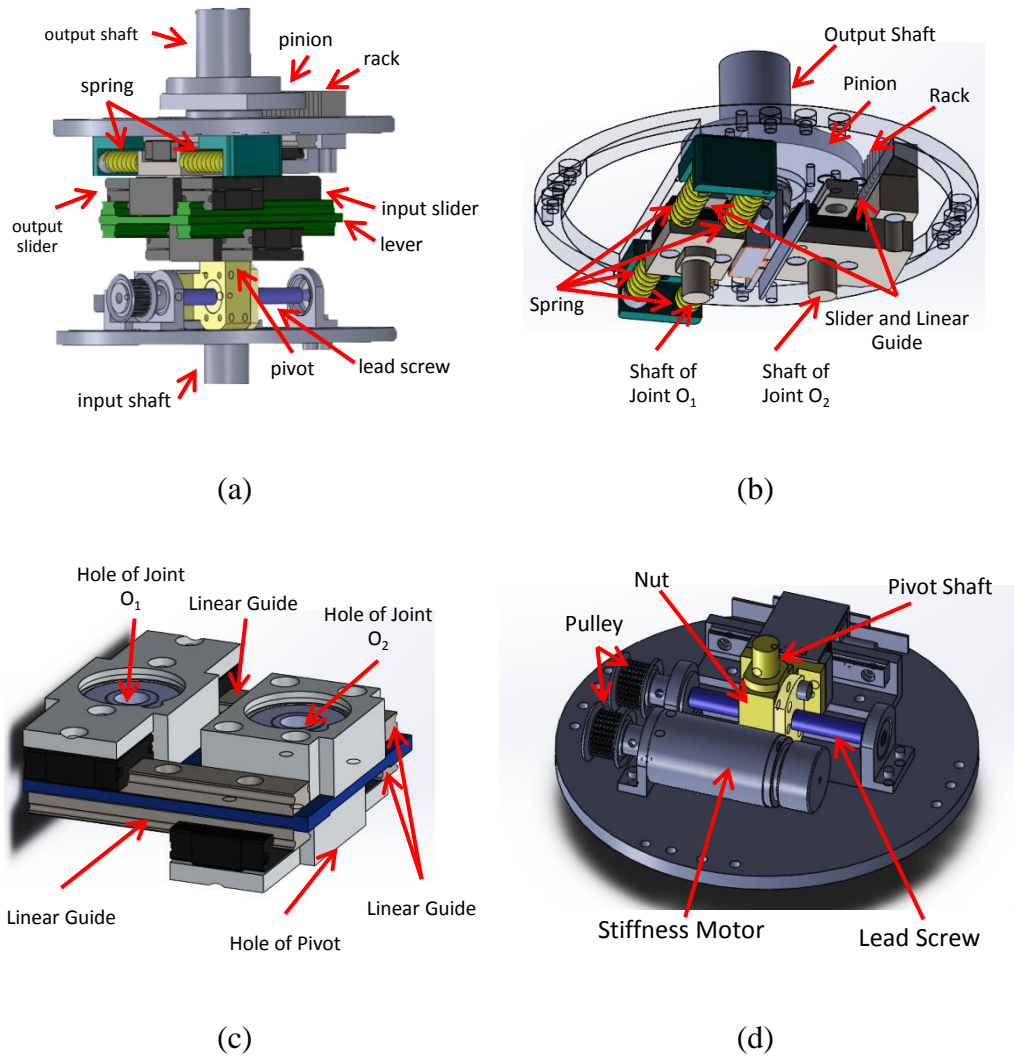 output shaft
pinion
rack
spring
input slider
output
slider
lever
pivot
lead screw
input shaft
(a)
Output Shaft
Pinion
Rack
Spring
Slider and Linear
Guide
Shaft of
Joint O₁
Shaft of
Joint O₂
(b)
Hole of Joint
O₁
Linear Guide
Hole of Joint
O₂
Linear Guide
Linear Guide
Hole of Pivot
(c)
Nut
Pivot Shaft
Pulley
Stiffness Motor
Lead Screw
(d)